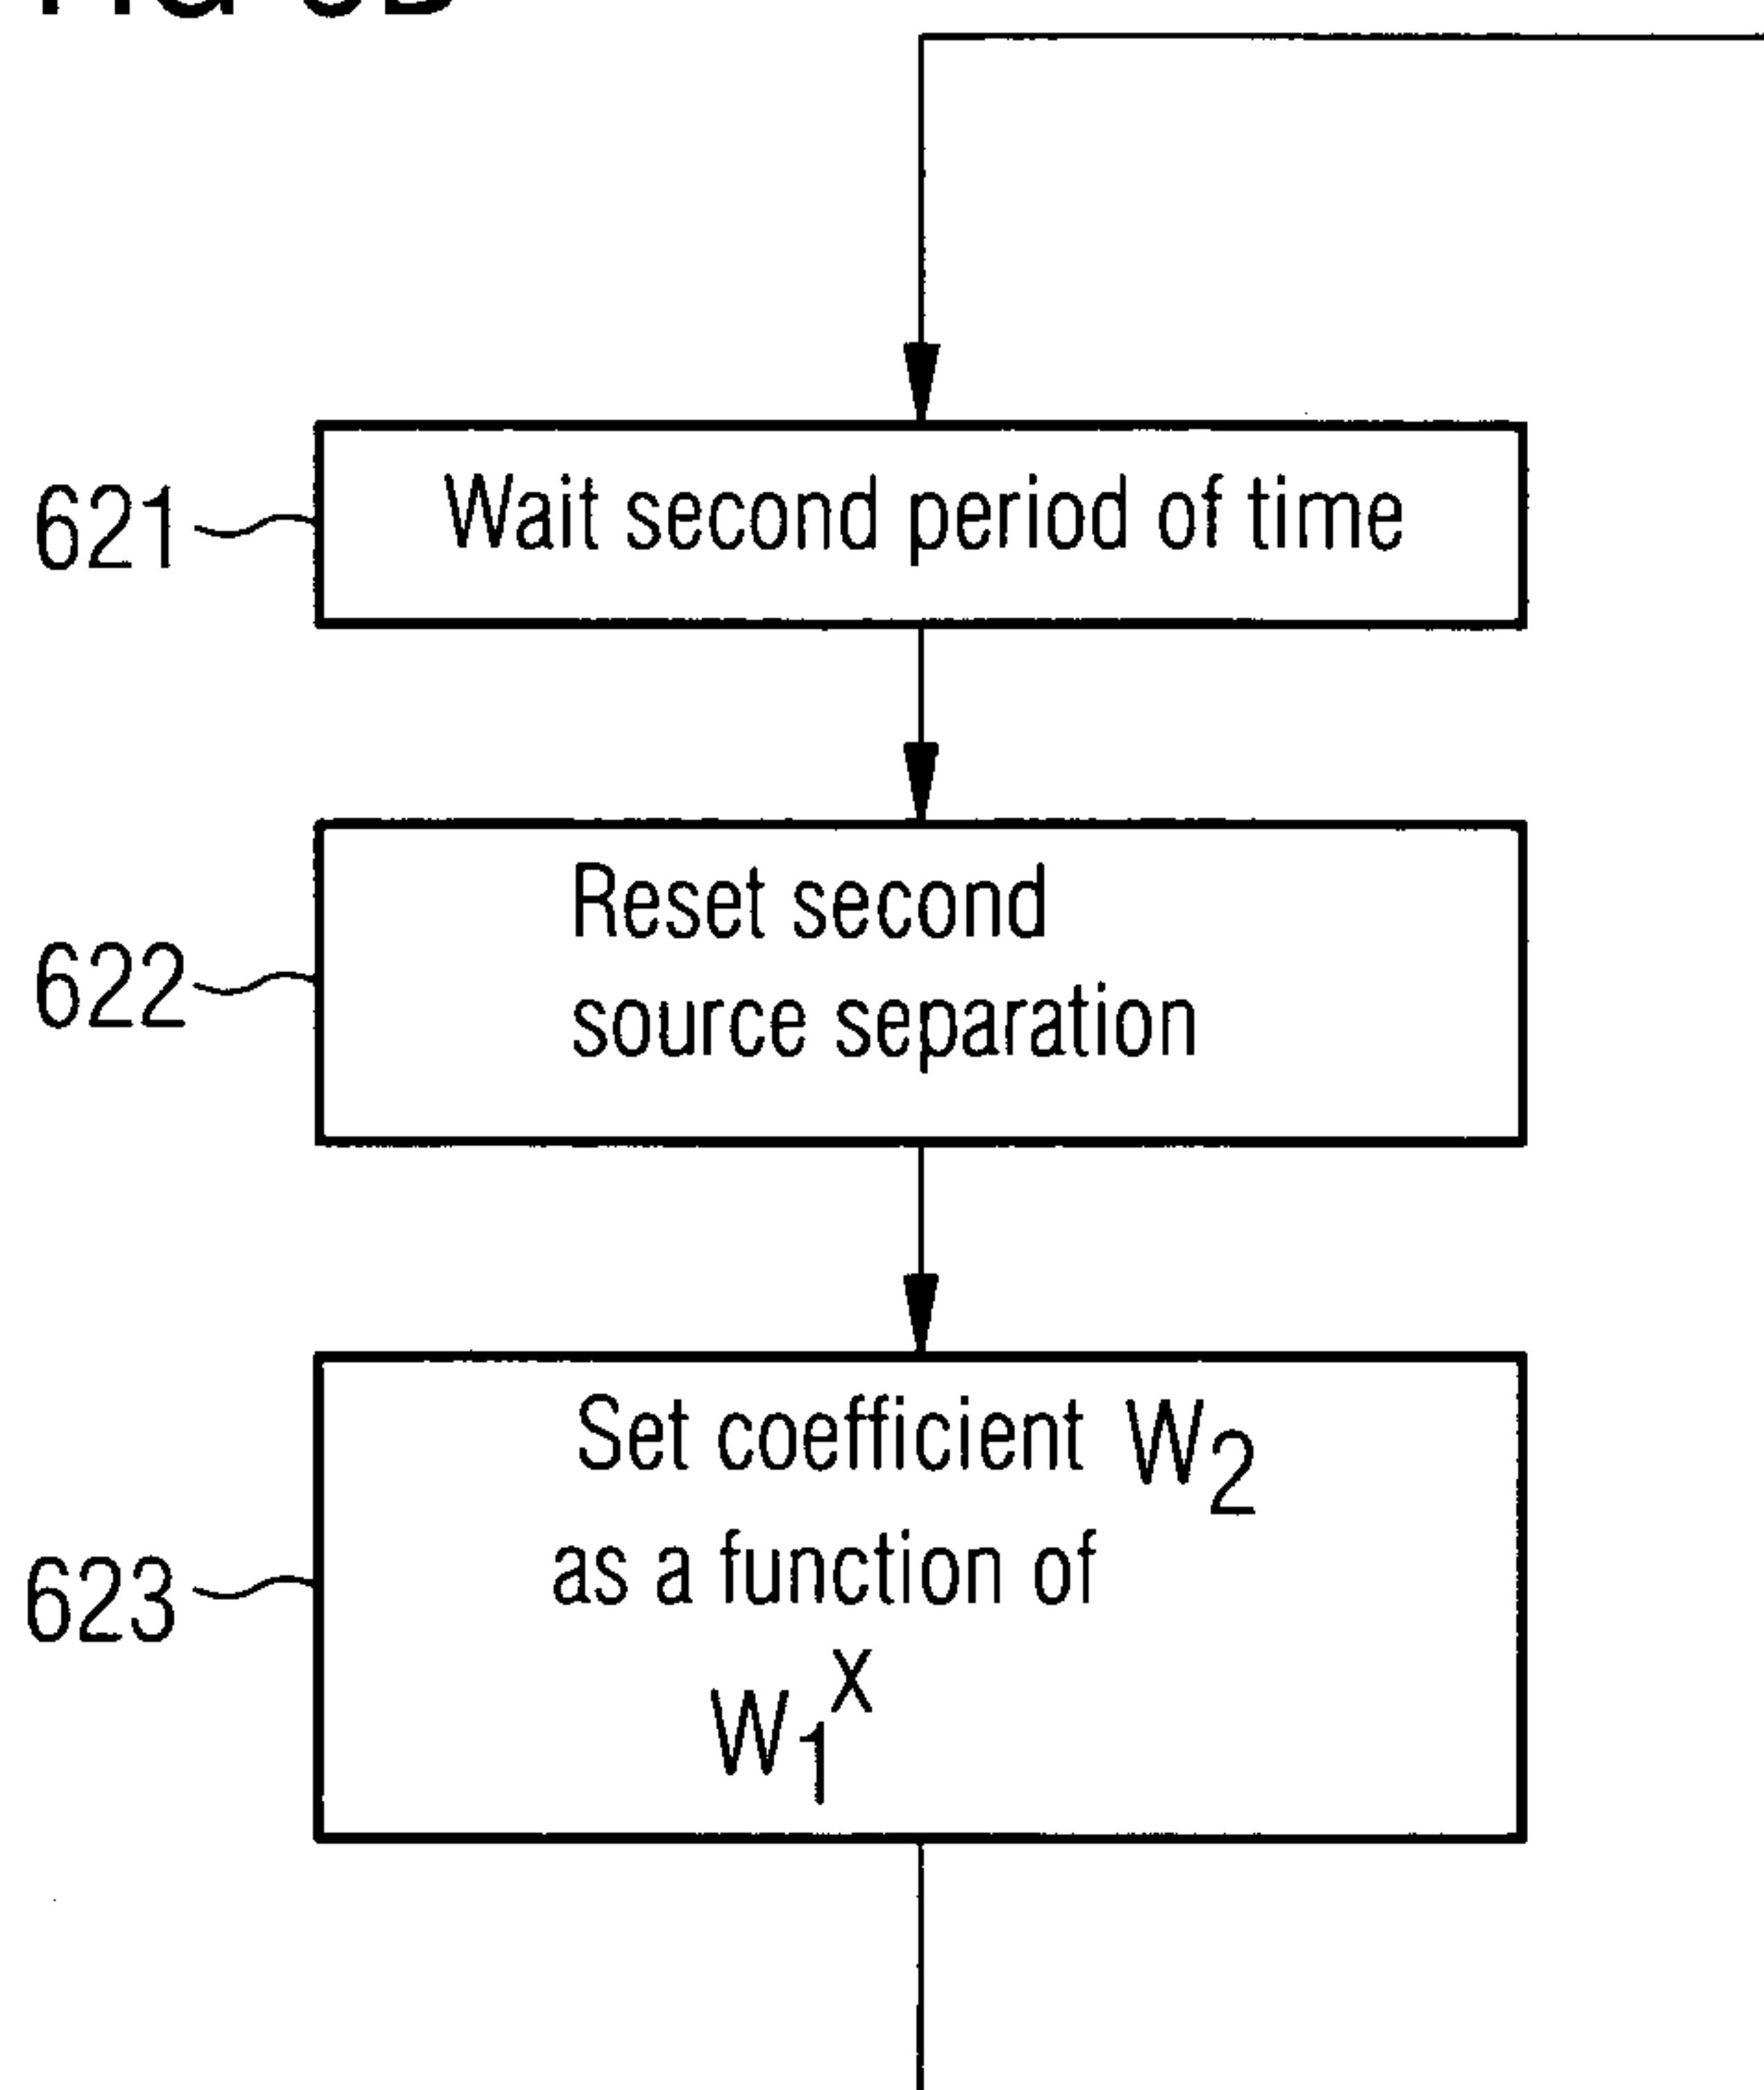 621
Wait second period of time
622
Reset second
source separation
623
Set coefficient W₂
as a function of
W₁ˣ